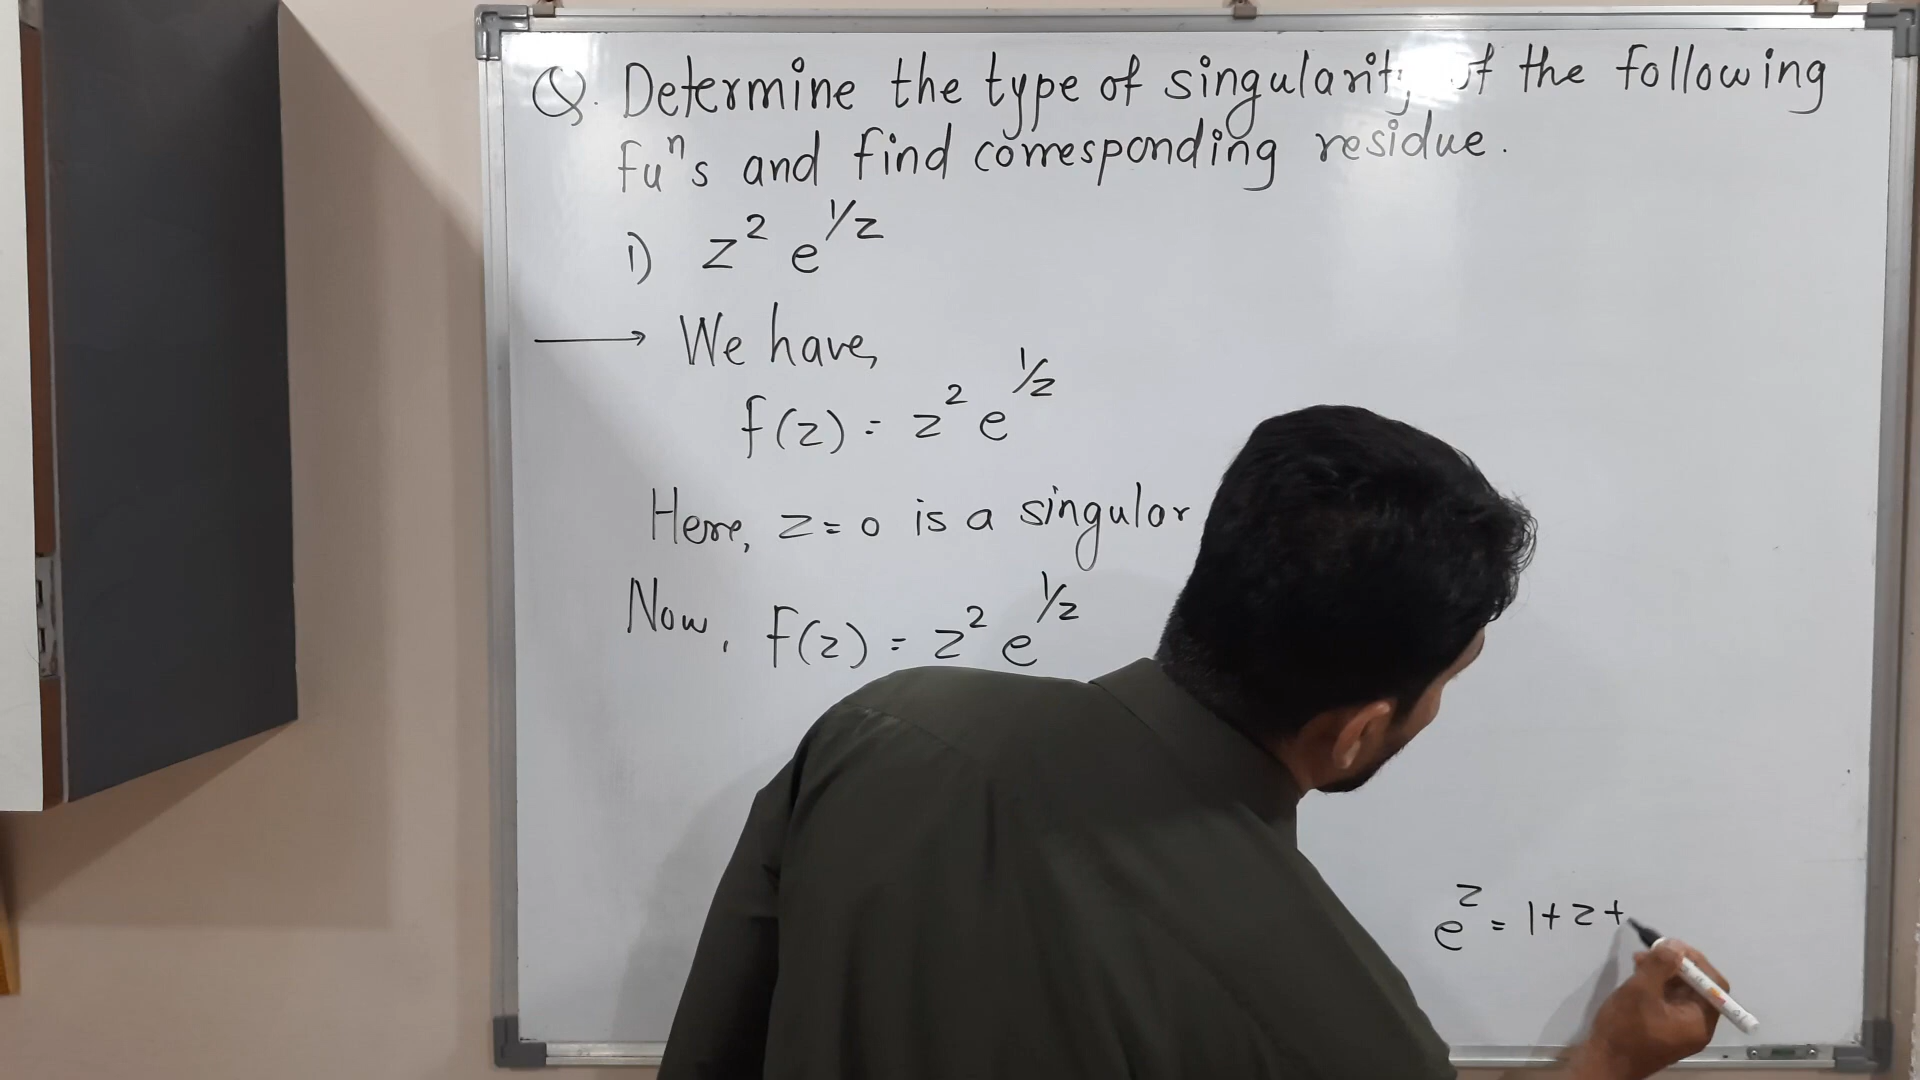 Q. Determine the type of singularity of the following
fuⁿs and find corresponding residue.
1) z² e^1/z
→ We have,
f(z) = z² e^1/z
Here, z=0 is a singular
Now, f(z) = z² e^1/z
e^z = 1+z+